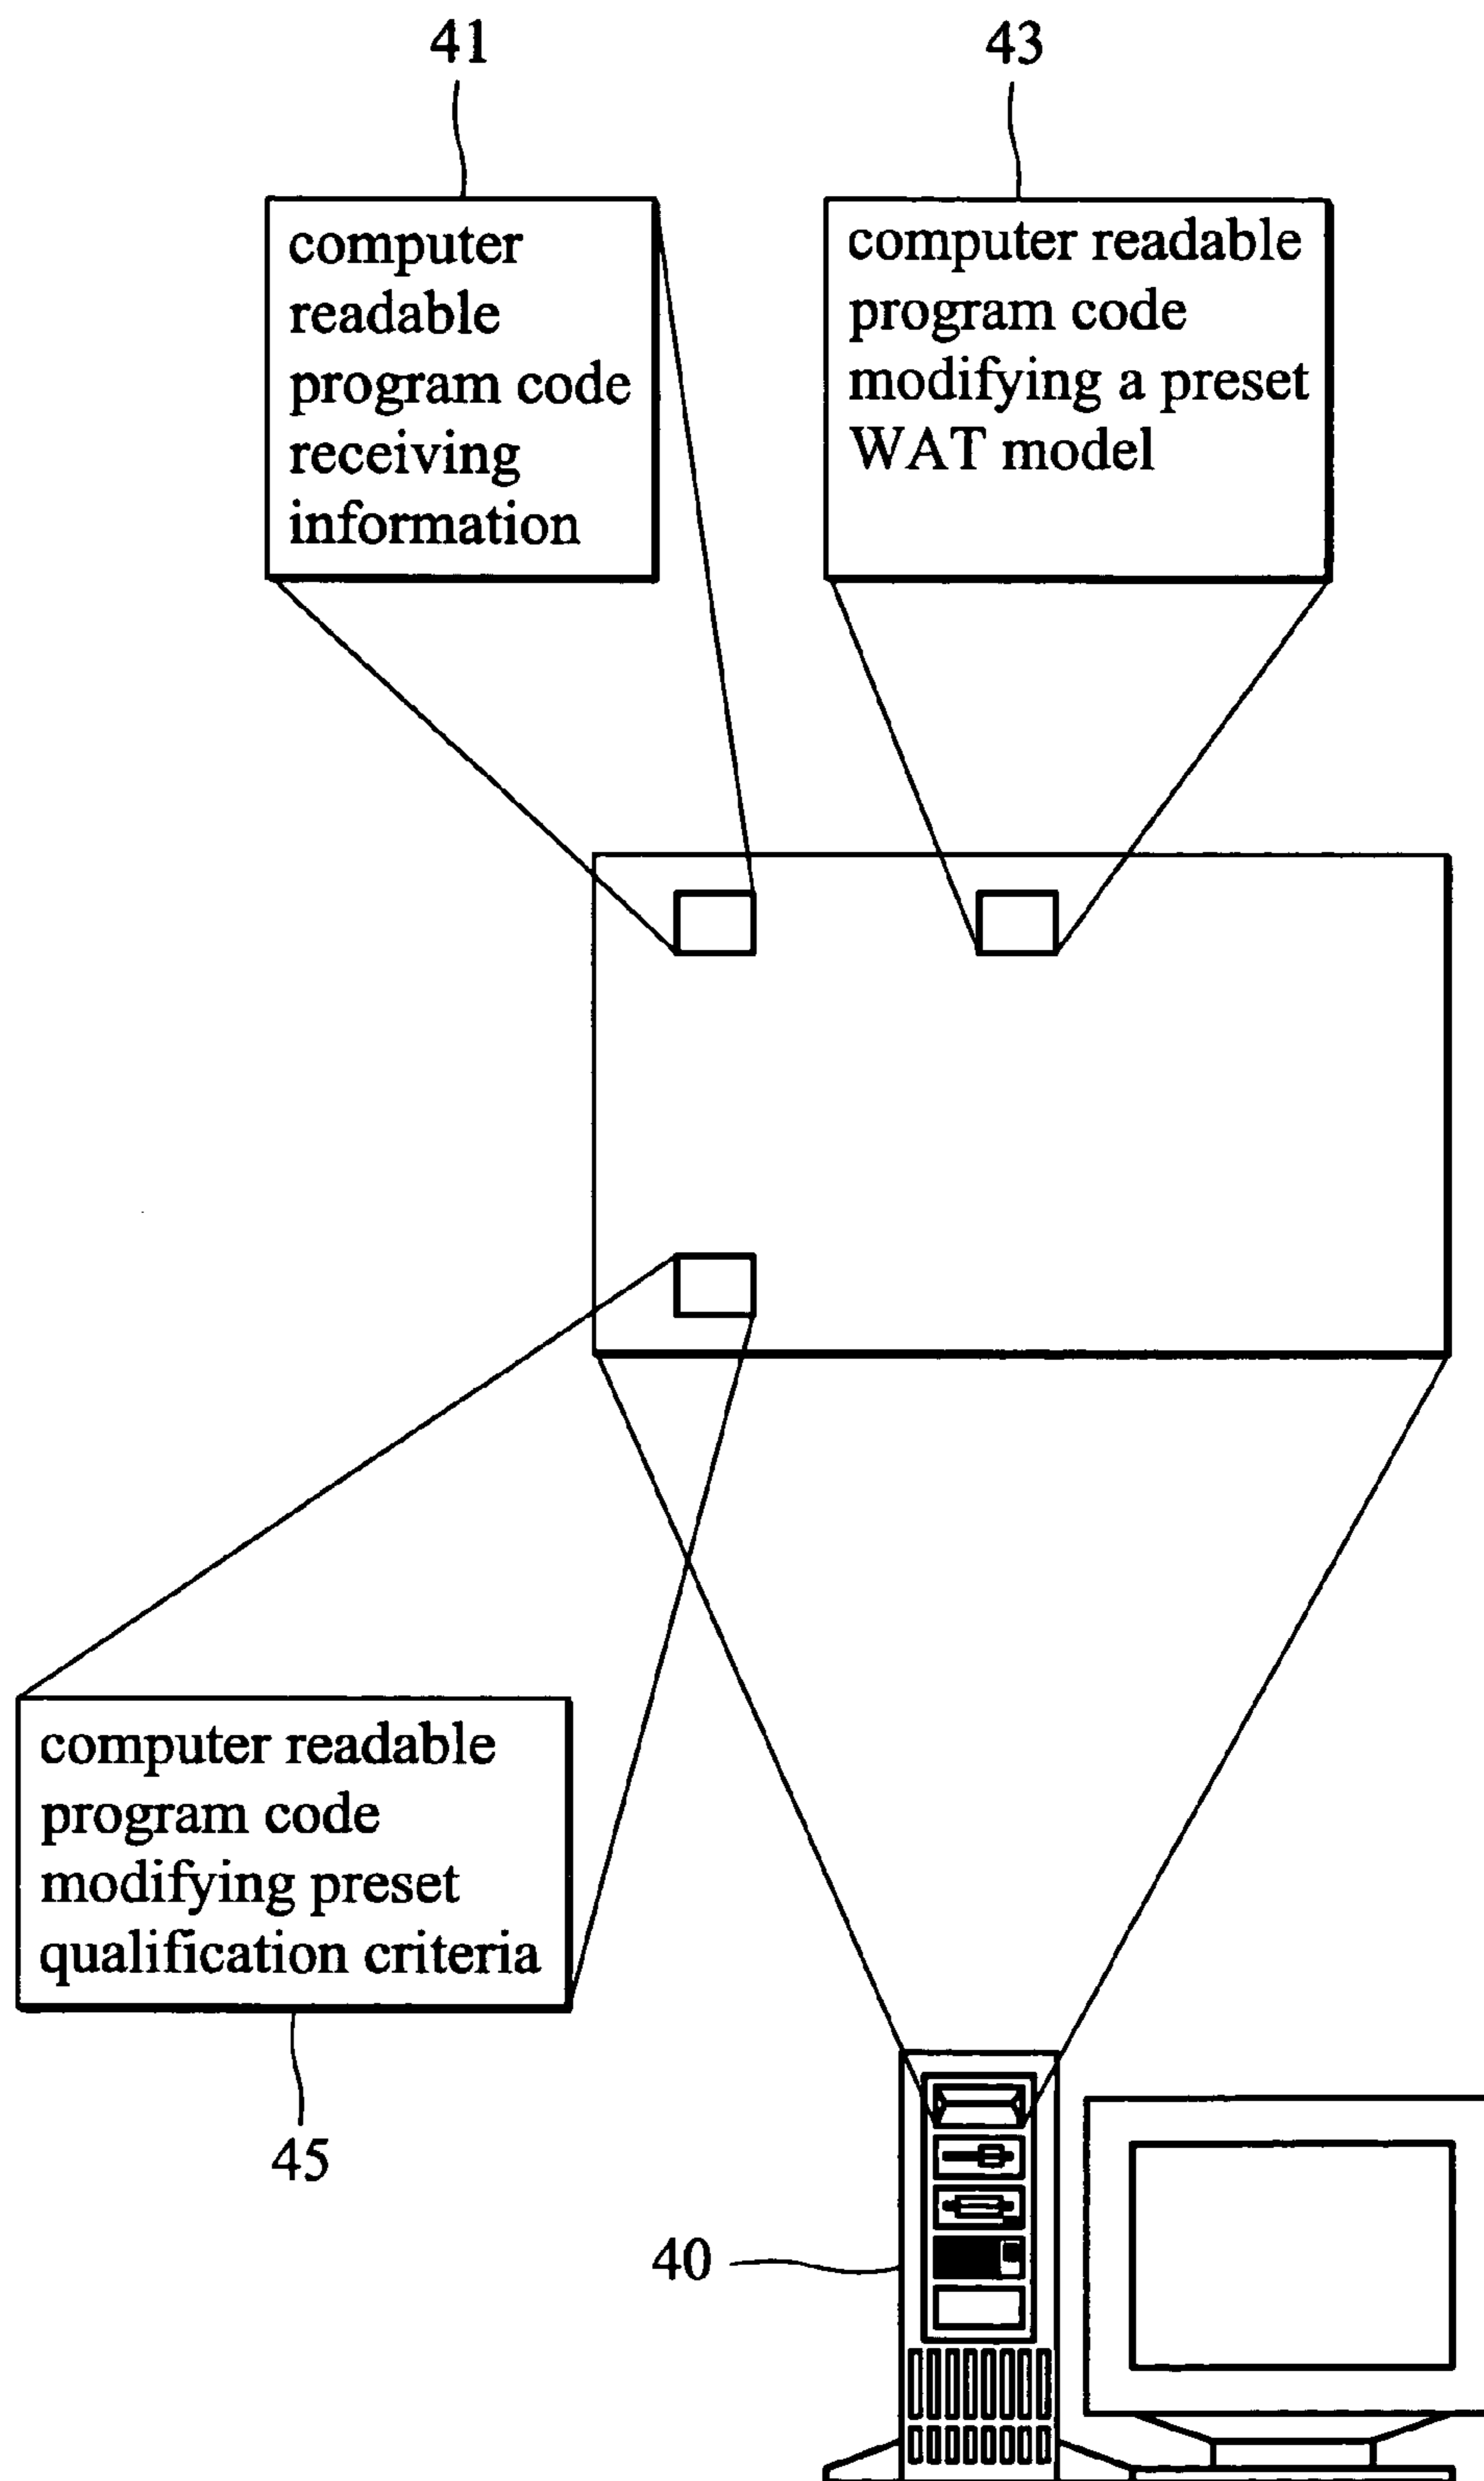 41
43
computer
readable
program code
receiving
information
computer readable
program code
modifying a preset
WAT model
computer readable
program code
modifying preset
qualification criteria
45
40